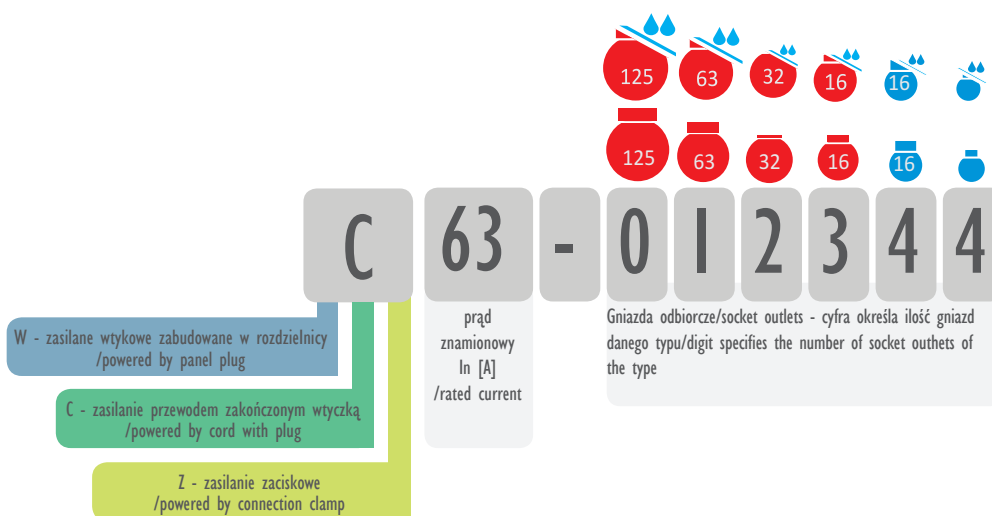 125 63 32 16 16
125 63 32 16 16
C 63 - 0 1 2 3 4 4
W - zasilane wtykowe zabudowane w rozdzielnicy
/powered by panel plug
C - zasilanie przewodem zakończonym wtyczką
/powered by cord with plug
Z - zasilanie zaciskowe
/powered by connection clamp
prąd
znamionowy
In [A]
/rated current
Gniazda odbiorcze/socket outlets - cyfra określa ilość gniazd
danego typu/digit specifies the number of socket outhets of
the type